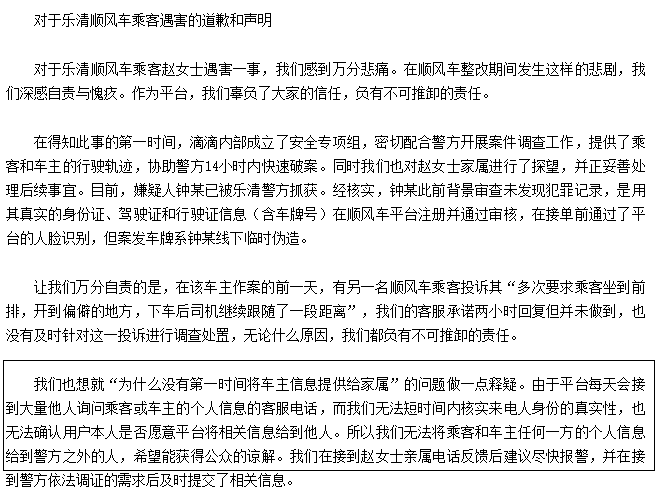 对于乐清顺风车乘客遇害的道歉和声明
对于乐清顺风车乘客赵女士遇害一事，我们感到万分悲痛。在顺风车整改期间发生这样的悲剧，我
们深感自责与愧疚。作为平台，我们辜负了大家的信任，负有不可推卸的责任。
在得知此事的第一时间，滴滴内部成立了安全专项组，密切配合警方开展案件调查工作，提供了乘
客和车主的行驶轨迹，协助警方14小时内快速破案。同时我们也对赵女士家属进行了探望，并正妥善处
理后续事宜。目前，嫌疑人钟某已被乐清警方抓获。经核实，钟某此前背景审查未发现犯罪记录，是用
其真实的身份证、驾驶证和行驶证信息（含车牌号）在顺风车平台注册并通过审核，在接单前通过了平
台的人脸识别，但案发车牌系钟某线下临时伪造。
让我们万分自责的是，在该车主作案的前一天，有另一名顺风车乘客投诉其“多次要求乘客坐到前
排，开到偏僻的地方，下车后司机继续跟随了一段距离”，我们的客服承诺两小时回复但并未做到，也
没有及时针对这一投诉进行调查处置，无论什么原因，我们都负有不可推卸的责任。
我们也想就“为什么没有第一时间将车主信息提供给家属”的问题做一点释疑。由于平台每天会接
到大量他人询问乘客或车主的个人信息的客服电话，而我们无法短时间内核实来电人身份的真实性，也
无法确认用户本人是否愿意平台将相关信息给到他人。所以我们无法将乘客和车主任何一方的个人信息
给到警方之外的人，希望能获得公众的谅解。我们在接到赵女士亲属电话反馈后建议尽快报警，并在接
到警方依法调证的需求后及时提交了相关信息。